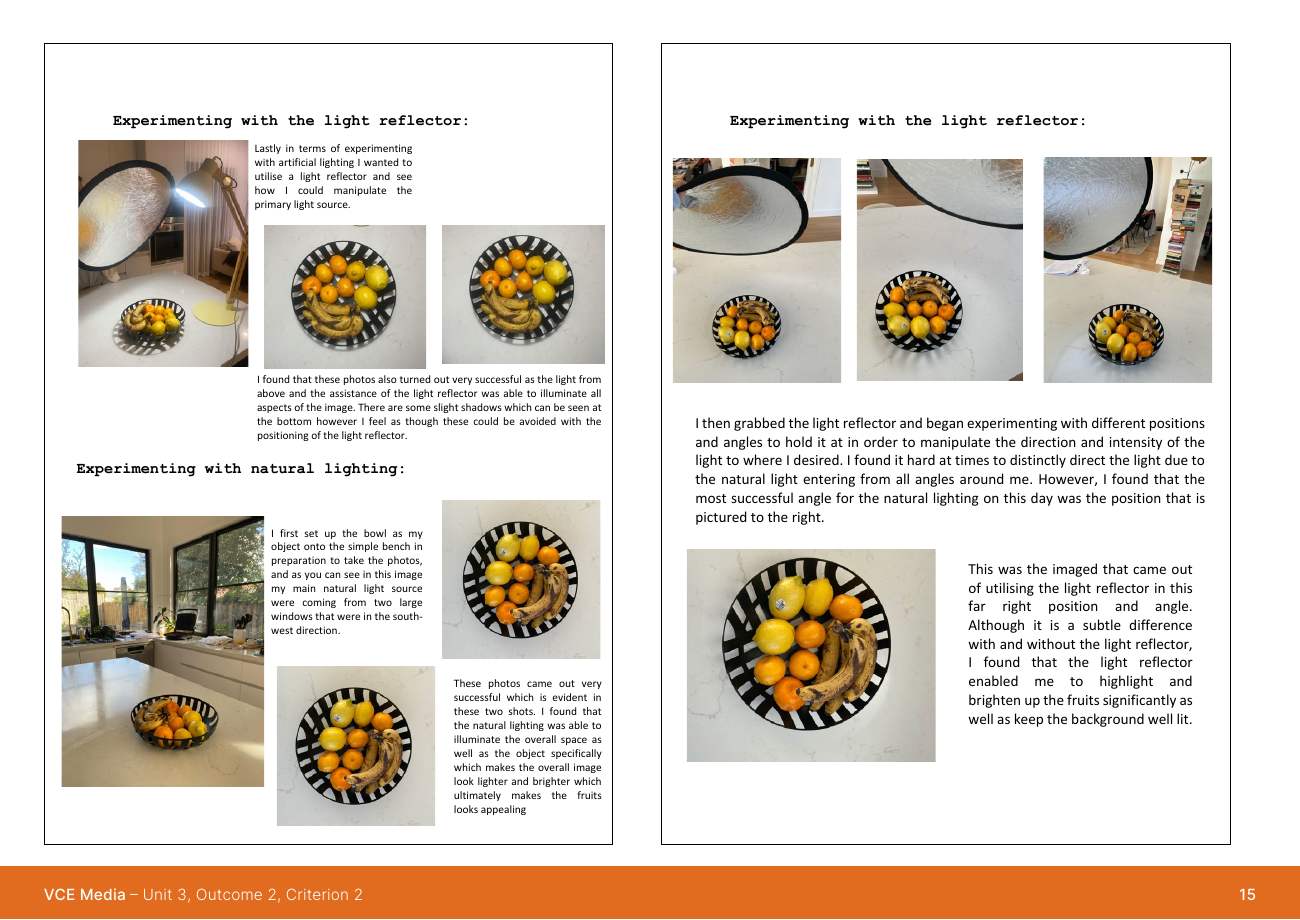 Experimenting with the light reflector:
Lastly in terms of experimenting
with artificial lighting I wanted to
utilise a light reflector and see
how I could manipulate the
primary light source.
I found that these photos also turned out very successful as the light from
above and the assistance of the light reflector was able to illuminate all
aspects of the image. There are some slight shadows which can be seen at
the bottom however I feel as though these could be avoided with the
positioning of the light reflector.
Experimenting with natural lighting:
I first set up the bowl as my
object onto the simple bench in
preparation to take the photos,
and as you can see in this image
my main natural light source
were coming from two large
windows that were in the south-
west direction.
These photos came out very
successful which is evident in
these two shots. I found that
the natural lighting was able to
illuminate the overall space as
well as the object specifically
which makes the overall image
look lighter and brighter which
ultimately makes the fruits
looks appealing
Experimenting with the light reflector:
I then grabbed the light reflector and began experimenting with different positions
and angles to hold it at in order to manipulate the direction and intensity of the
light to where I desired. I found it hard at times to distinctly direct the light due to
the natural light entering from all angles around me. However, I found that the
most successful angle for the natural lighting on this day was the position that is
pictured to the right.
This was the imaged that came out
of utilising the light reflector in this
far right position and angle.
Although it is a subtle difference
with and without the light reflector,
I found that the light reflector
enabled me to highlight and
brighten up the fruits significantly as
well as keep the background well lit.
VCE Media – Unit 3, Outcome 2, Criterion 2
15